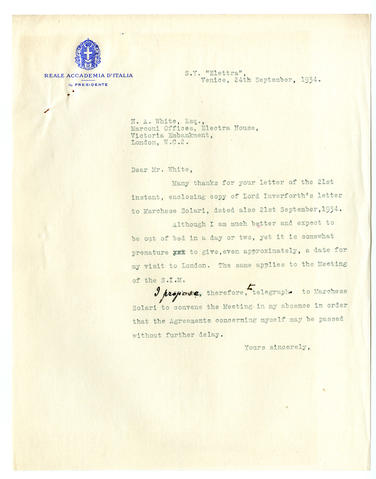 REALE ACCADEMIA D'ITALIA
IL PRESIDENTE
S.Y. "Elettra",
Venice, 24th September, 1934.
H. A. White, Esq.,
Marconi Offices, Electra House,
Victoria Embankment,
London, W.C.2.
Dear Mr. White,
Many thanks for your letter of the 21st
instant, enclosing copy of Lord Inverforth's letter
to Marchese Solari, dated also 21st September,1934.
Although I am much better and expect to
be out of bed in a day or two, yet it is somewhat
premature to give,even approximately, a date for
my visit to London. The same applies to the Meeting
of the S.I.M.
I propose, therefore, to telegraph to Marchese
Solari to convene the Meeting in my absence in order
that the Agreements concerning myself may be passed
without further delay.
Yours sincerely,